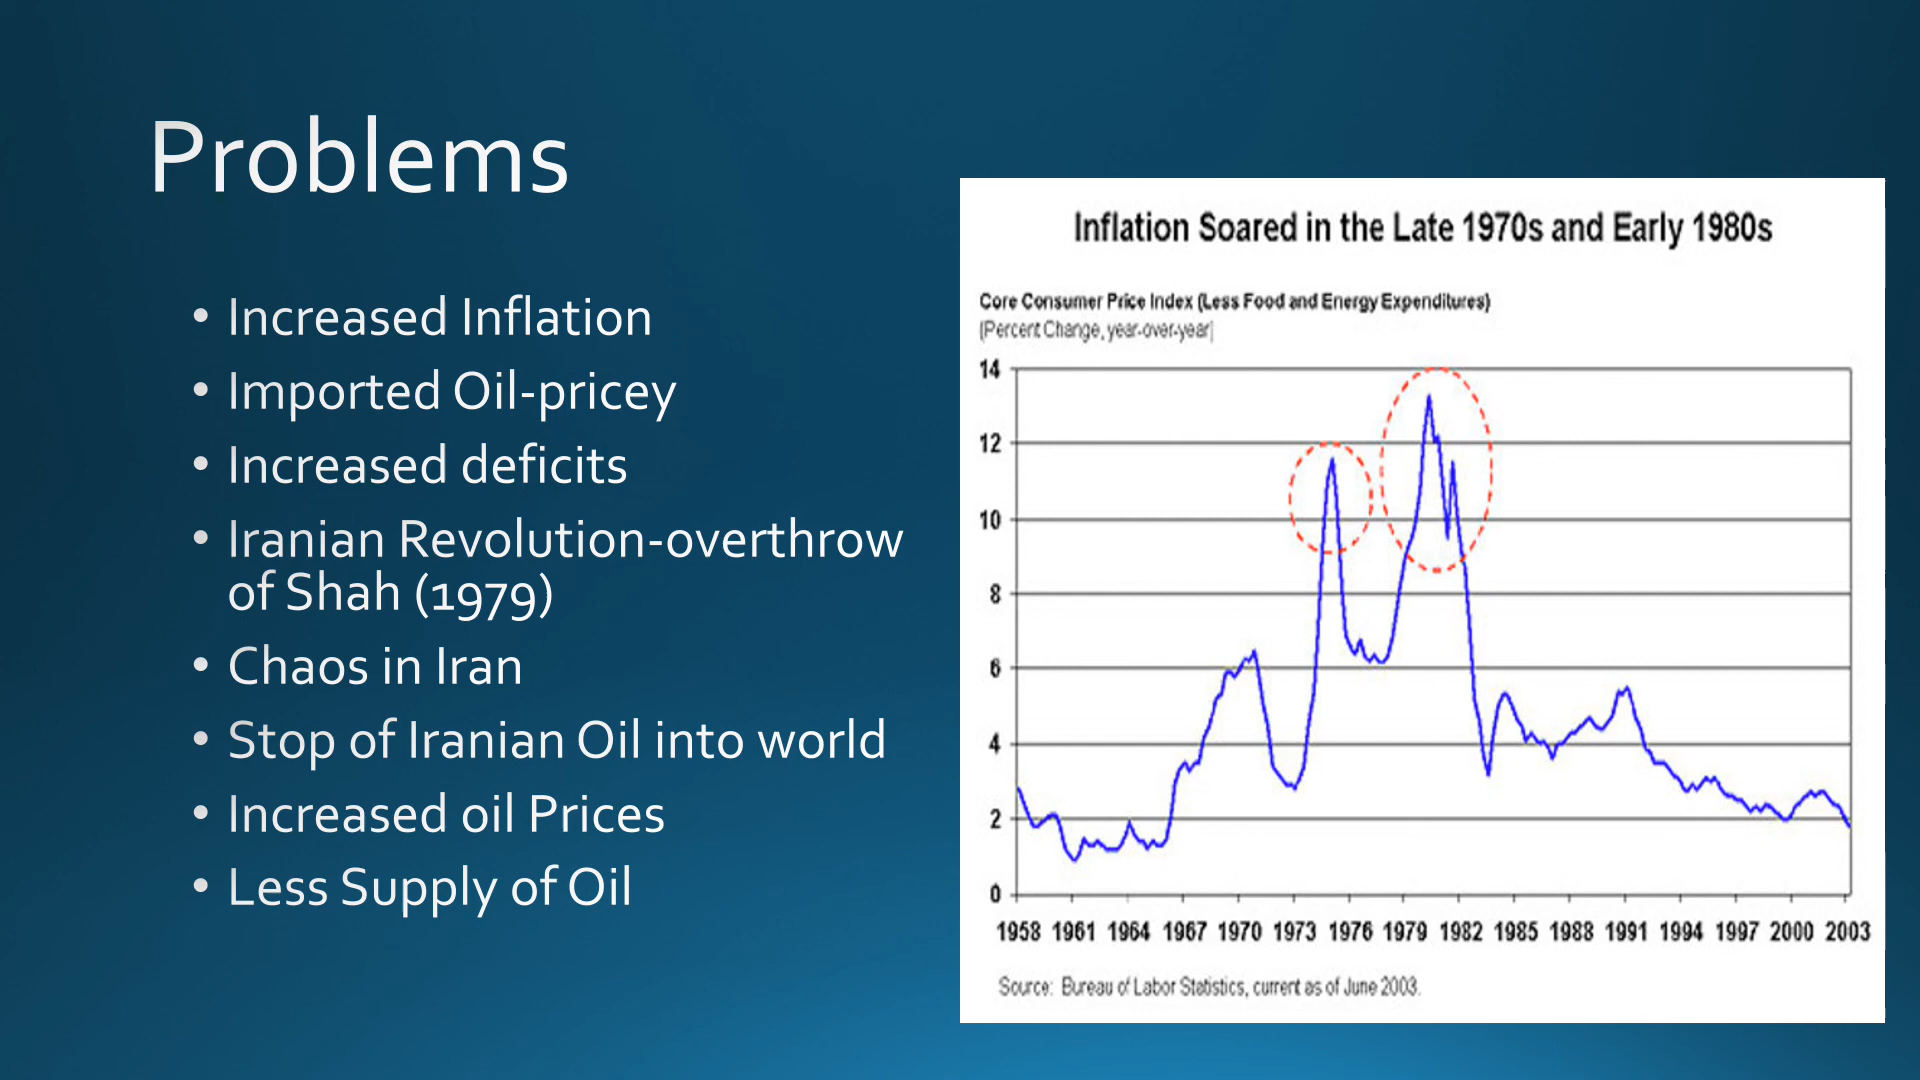 Problems
• Increased Inflation
• Imported Oil-pricey
• Increased deficits
• Iranian Revolution-overthrow
of Shah (1979)
• Chaos in Iran
• Stop of Iranian Oil into world
• Increased oil Prices
• Less Supply of Oil
Inflation Soared in the Late 1970s and Early 1980s
Core Consumer Price Index (Less Food and Energy Expenditures)
(Percent Change, year-over-year)
14
12
10
8
6
4
2
0
1958 1961 1964 1967 1970 1973 1976 1979 1982 1985 1988 1991 1994 1997 2000 2003
Source: Bureau of Labor Statistics, current as of June 2003.